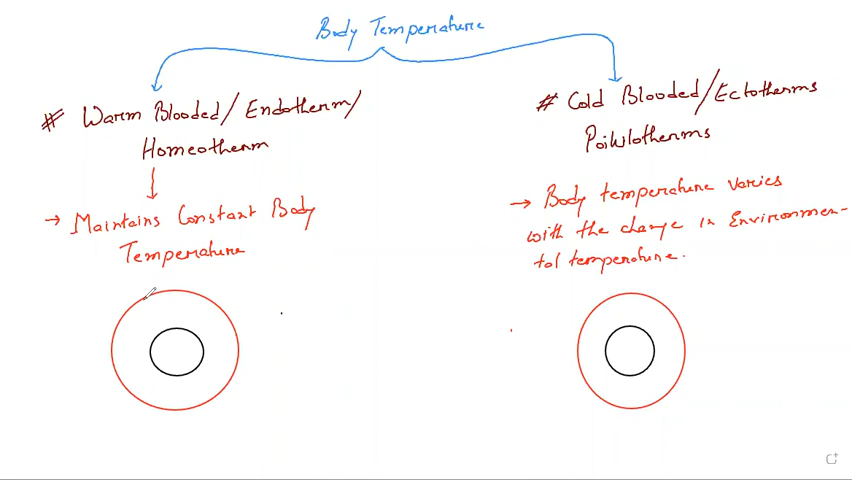 Body Temperature
# Warm Blooded/Endotherm/
Homeotherm
→ Maintains Constant Body
Temperature
# Cold Blooded/Ectotherms
Poikilotherms
→ Body temperature varies
with the change in Environmen-
tal temperature.